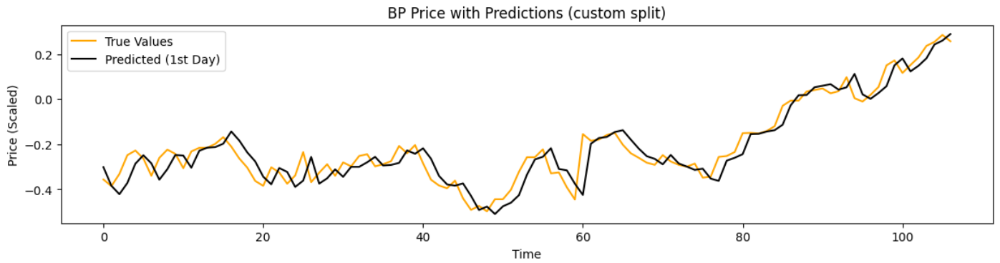 BP Price with Predictions (custom split)
True Values
Predicted (1st Day)
Price (Scaled)
0.2
0.0
−0.2
−0.4
0
20
40
60
80
100
Time